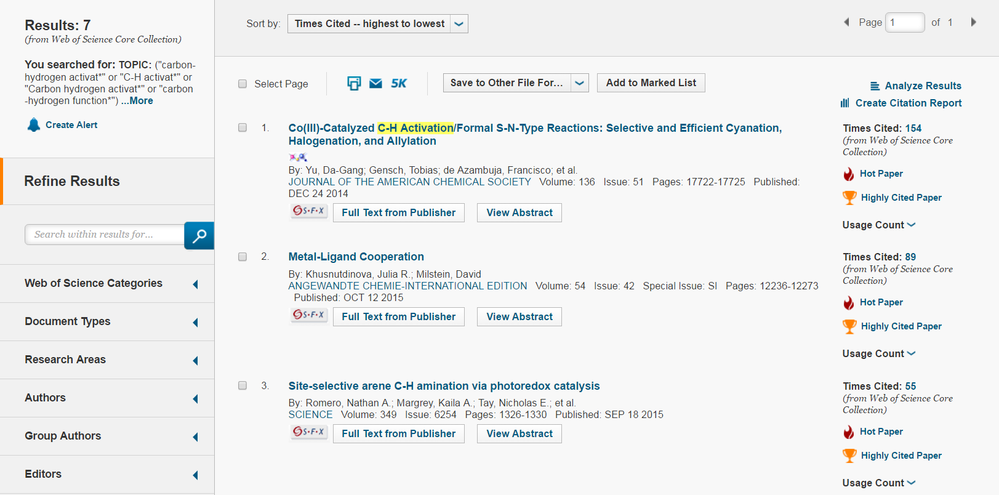 Results: 7
(from Web of Science Core Collection)
You searched for: TOPIC: ("carbon-
hydrogen activat*" or "C-H activat*" or
"Carbon hydrogen activat*" or "carbon
-hydrogen function*") ...More
Create Alert
Refine Results
Search within results for...
Web of Science Categories
Document Types
Research Areas
Authors
Group Authors
Editors
Sort by: Times Cited -- highest to lowest
Page 1 of 1
Select Page
5K
Save to Other File For...
Add to Marked List
Analyze Results
Create Citation Report
1. Co(III)-Catalyzed C-H Activation/Formal S-N-Type Reactions: Selective and Efficient Cyanation,
Halogenation, and Allylation
By: Yu, Da-Gang; Gensch, Tobias; de Azambuja, Francisco; et al.
JOURNAL OF THE AMERICAN CHEMICAL SOCIETY Volume: 136 Issue: 51 Pages: 17722-17725 Published:
DEC 24 2014
S·F·X Full Text from Publisher View Abstract
Times Cited: 154
(from Web of Science Core
Collection)
Hot Paper
Highly Cited Paper
Usage Count
2. Metal-Ligand Cooperation
By: Khusnutdinova, Julia R.; Milstein, David
ANGEWANDTE CHEMIE-INTERNATIONAL EDITION Volume: 54 Issue: 42 Special Issue: SI Pages: 12236-12273
Published: OCT 12 2015
S·F·X Full Text from Publisher View Abstract
Times Cited: 89
(from Web of Science Core
Collection)
Hot Paper
Highly Cited Paper
Usage Count
3. Site-selective arene C-H amination via photoredox catalysis
By: Romero, Nathan A.; Margrey, Kaila A.; Tay, Nicholas E.; et al.
SCIENCE Volume: 349 Issue: 6254 Pages: 1326-1330 Published: SEP 18 2015
S·F·X Full Text from Publisher View Abstract
Times Cited: 55
(from Web of Science Core
Collection)
Hot Paper
Highly Cited Paper
Usage Count